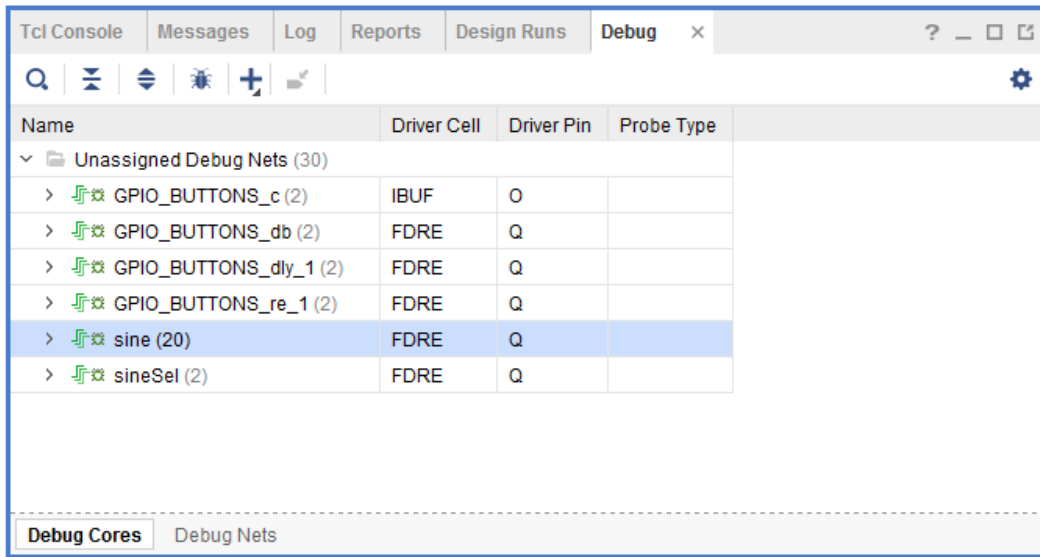 Tcl Console Messages Log Reports Design Runs Debug × ?
Name Driver Cell Driver Pin Probe Type
Unassigned Debug Nets (30)
GPIO_BUTTONS_c (2) IBUF O
GPIO_BUTTONS_db (2) FDRE Q
GPIO_BUTTONS_dly_1 (2) FDRE Q
GPIO_BUTTONS_re_1 (2) FDRE Q
sine (20) FDRE Q
sineSel (2) FDRE Q
Debug Cores Debug Nets